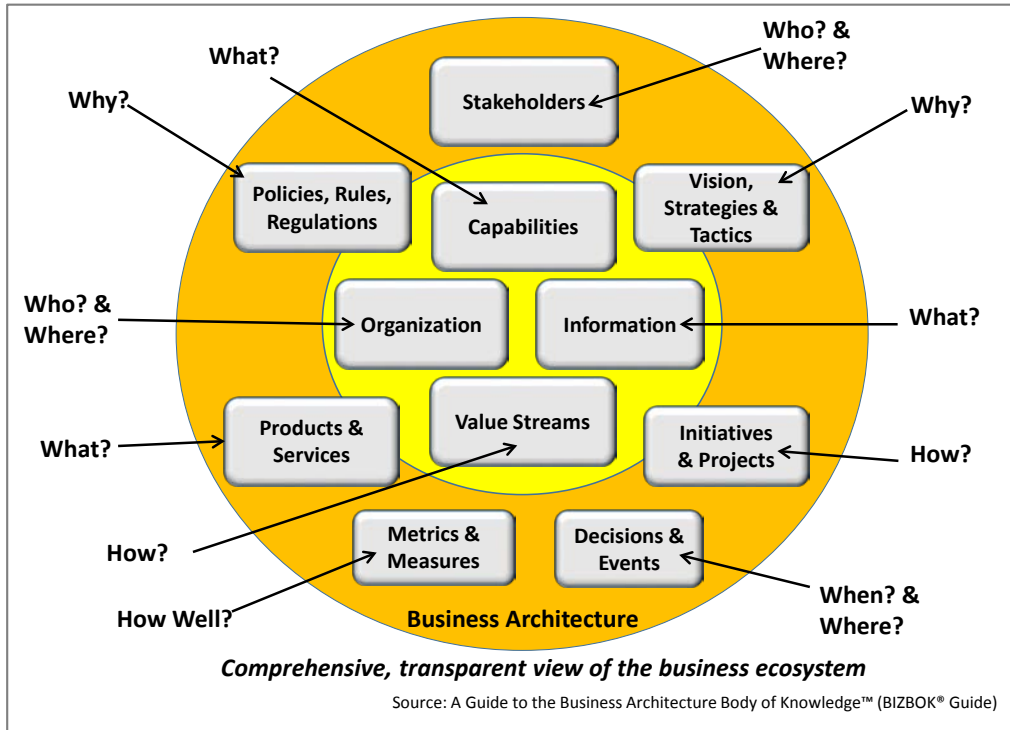 Who? &
Where?
What?
Why?
Why?
Stakeholders
Policies, Rules,
Regulations
Capabilities
Vision,
Strategies &
Tactics
Who? &
Where?
Organization
Information
What?
What?
Products &
Services
Value Streams
Initiatives
& Projects
How?
How?
Metrics &
Measures
Decisions &
Events
How Well?
When? &
Where?
Business Architecture
Comprehensive, transparent view of the business ecosystem
Source: A Guide to the Business Architecture Body of Knowledge™ (BIZBOK® Guide)